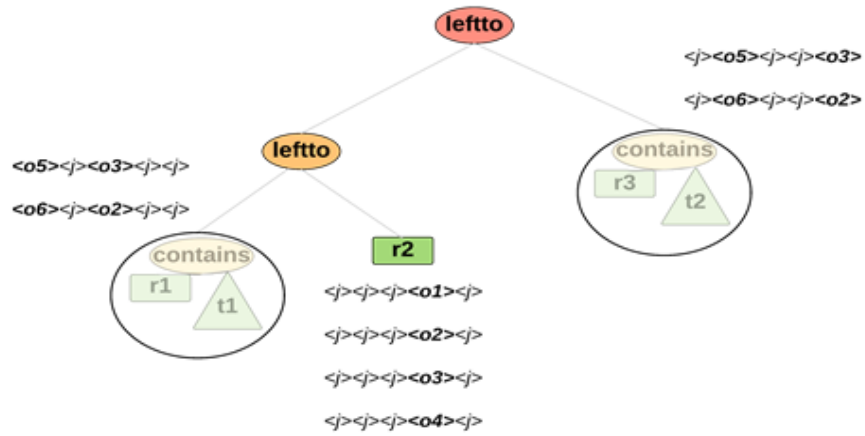 leftto
<j><o5><j><j><o3>
<j><o6><j><j><o2>
leftto
contains
r3
t2
<o5><j><o3><j><j>
<o6><j><o2><j><j>
contains
r1
t1
r2
<j><j><j><o1><j>
<j><j><j><o2><j>
<j><j><j><o3><j>
<j><j><j><o4><j>